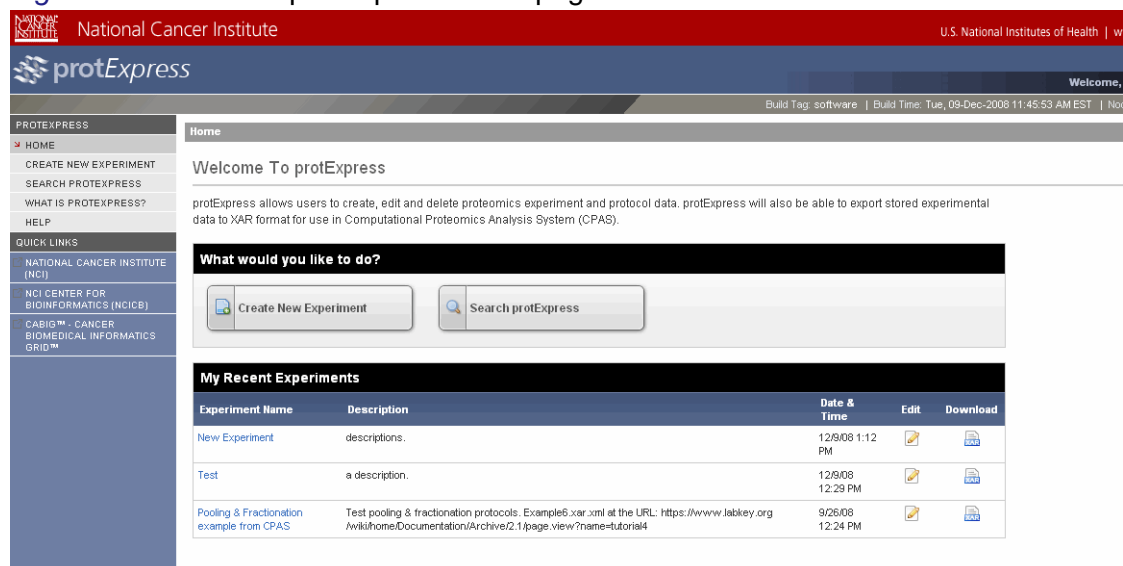 NATIONAL CANCER INSTITUTE
National Cancer Institute
U.S. National Institutes of Health |
protExpress
Welcome,
Build Tag: software | Build Time: Tue, 09-Dec-2008 11:45:53 AM EST |
PROTEXPRESS
HOME
CREATE NEW EXPERIMENT
SEARCH PROTEXPRESS
WHAT IS PROTEXPRESS?
HELP
QUICK LINKS
NATIONAL CANCER INSTITUTE
(NCI)
NCI CENTER FOR
BIOINFORMATICS (NCICB)
CABIG™ - CANCER
BIOMEDICAL INFORMATICS
GRID™
Home
Welcome To protExpress
protExpress allows users to create, edit and delete proteomics experiment and protocol data. protExpress will also be able to export stored experimental
data to XAR format for use in Computational Proteomics Analysis System (CPAS).
What would you like to do?
Create New Experiment
Search protExpress
My Recent Experiments
Experiment Name Description Date & Time Edit Download
New Experiment descriptions. 12/9/08 1:12
PM
XAR
Test a description. 12/9/08
12:29 PM
XAR
Pooling & Fractionation Test pooling & fractionation protocols. Example6.xar.xml at the URL: https://www.labkey.org 9/26/08
example from CPAS /wiki/home/Documentation/Archive/2.1/page.view?name=tutorial4 12:24 PM
XAR